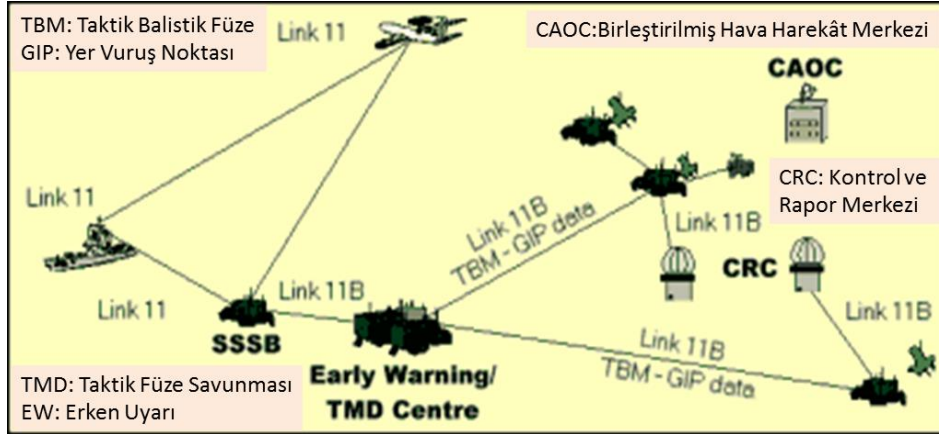 TBM: Taktik Balistik Füze
GIP: Yer Vuruş Noktası
Link 11
CAOC:Birleştirilmiş Hava Harekât Merkezi
CAOC
CRC: Kontrol ve
Rapor Merkezi
Link 11
Link 11B
TBM - GIP data
Link 11B
CRC
Link 11
Link 11B
SSSB
Link 11B
TBM - GIP data
Link 11B
Early Warning/
TMD Centre
TMD: Taktik Füze Savunması
EW: Erken Uyarı